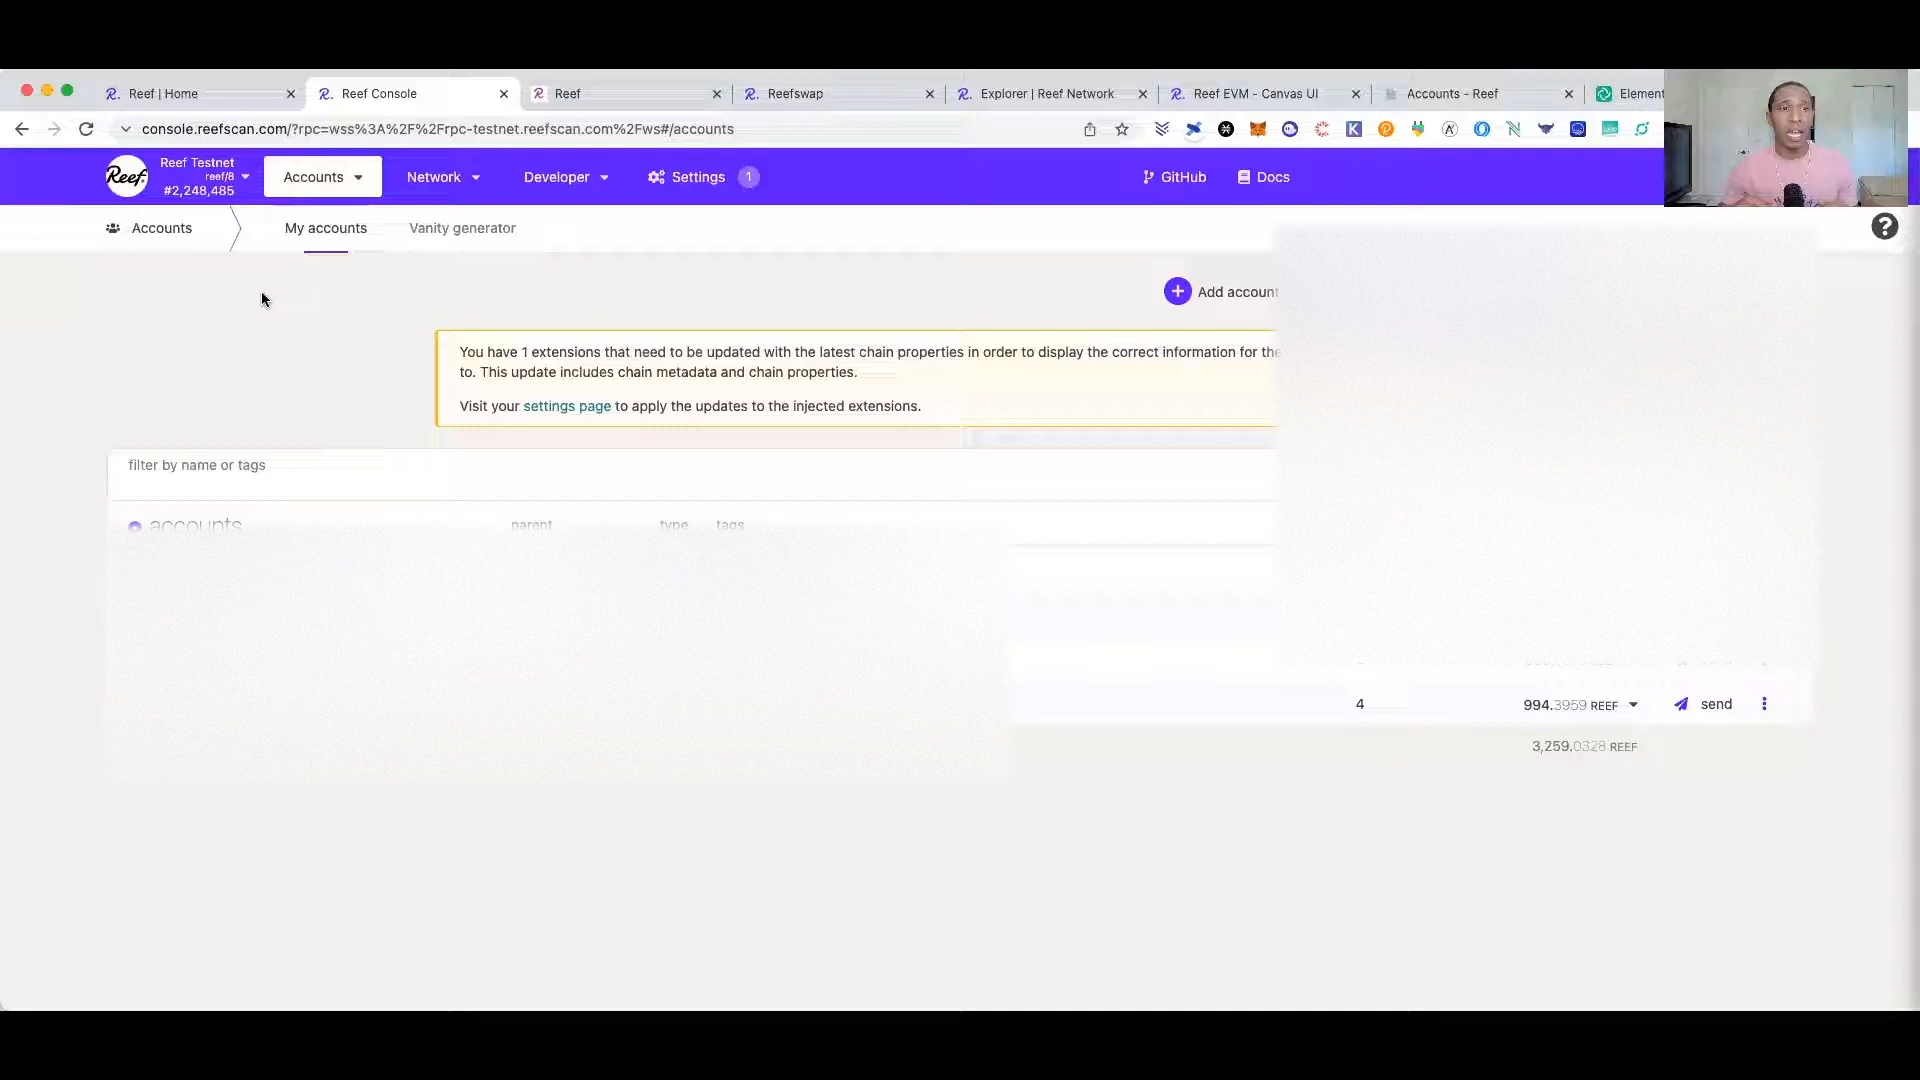 Reef | Home
Reef Console
Reef
Reefswap
Explorer | Reef Network
Reef EVM - Canvas UI
Accounts - Reef
Element
console.reefscan.com/?rpc=wss%3A%2F%2Frpc-testnet.reefscan.com%2Fws#/accounts
Reef
Reef Testnet
reef/8
#2,248,485
Accounts
Network
Developer
Settings
1
GitHub
Docs
Accounts
My accounts
Vanity generator
Add account
You have 1 extensions that need to be updated with the latest chain properties in order to display the correct information for the
to. This update includes chain metadata and chain properties.
Visit your settings page to apply the updates to the injected extensions.
filter by name or tags
accounts
parent
type
tags
4
994.3959 REEF
send
3,259.0328 REEF